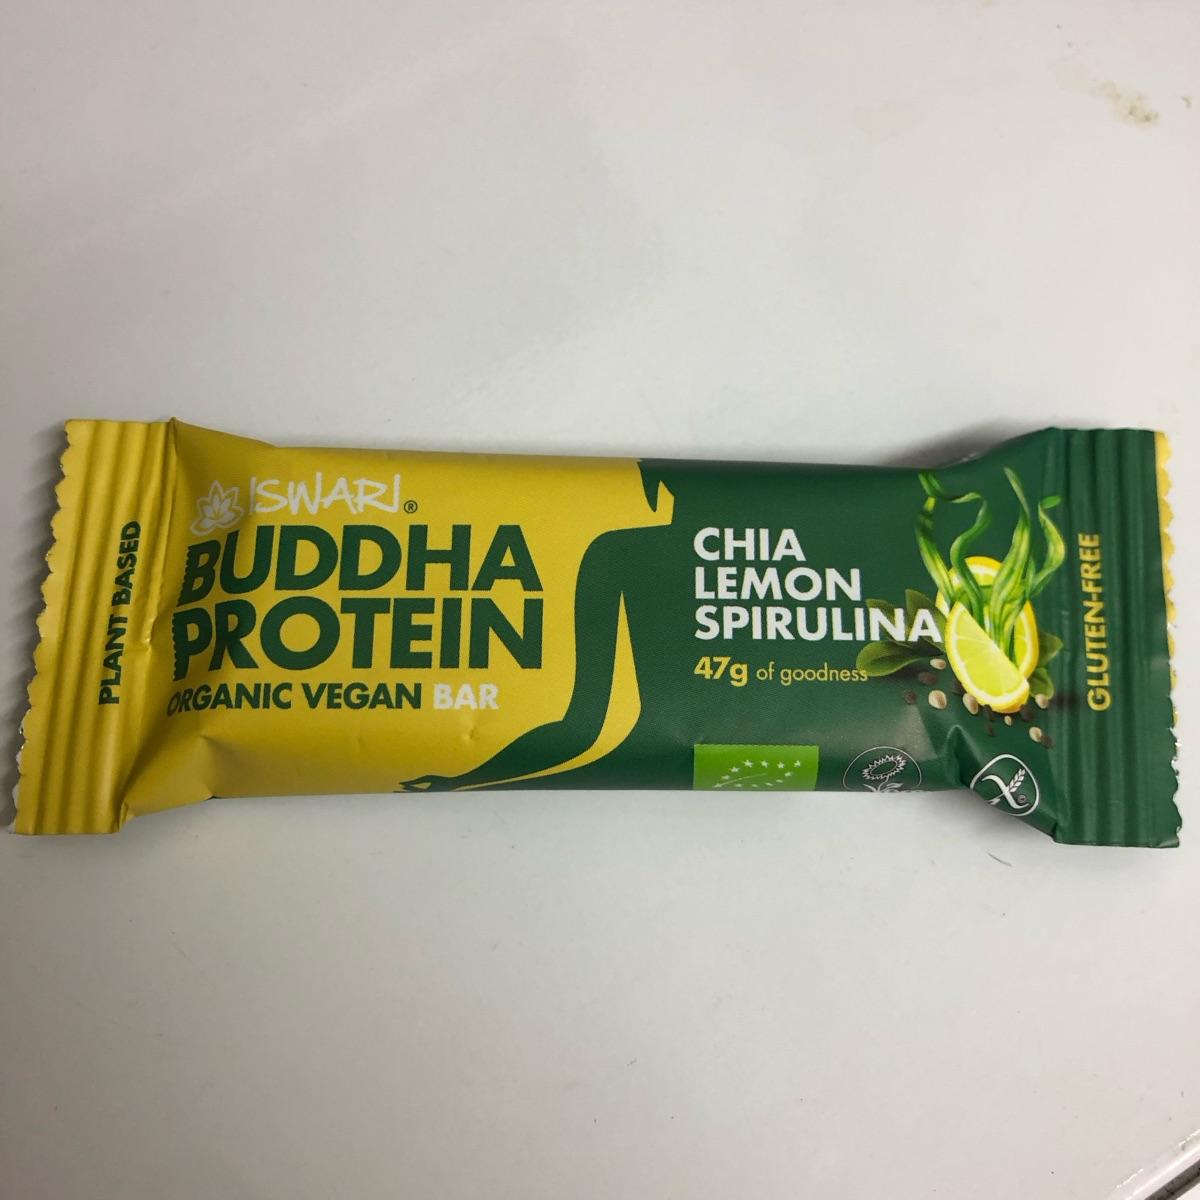 PLANT BASED
ISWARI®
BUDDHA
PROTEIN
ORGANIC VEGAN BAR
CHIA
LEMON
SPIRULINA
47g of goodness
GLUTEN-FREE